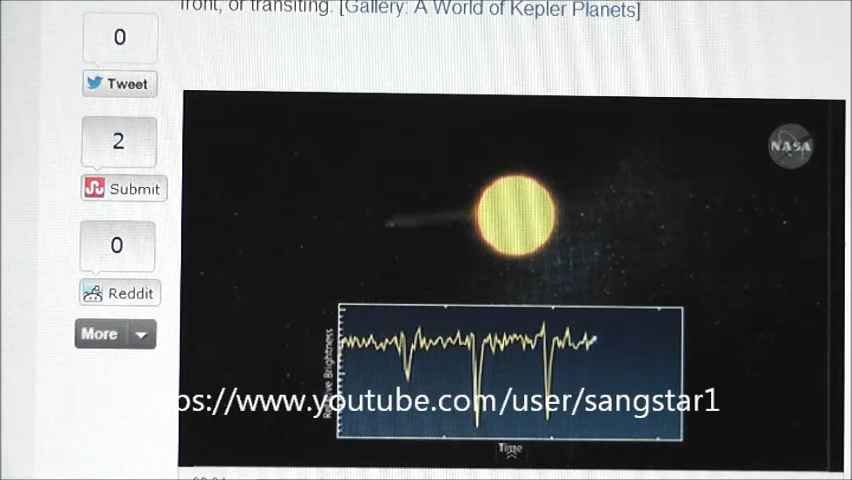 front, or transiting. [Gallery: A World of Kepler Planets]
0
Tweet
2
Submit
0
Reddit
More
NASA
Relative Brightness
ps://www.youtube.com/user/sangstar1
Time